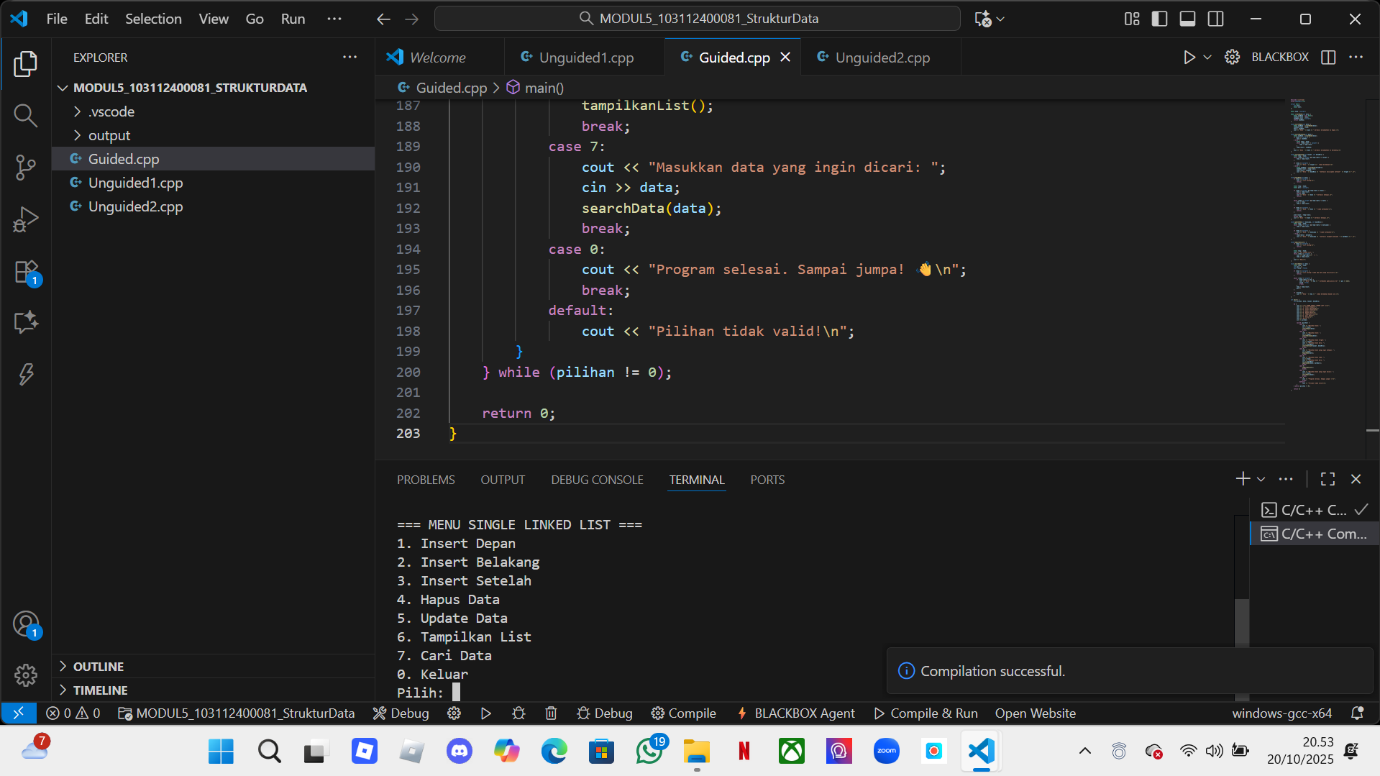 File Edit Selection View Go Run ··· MODUL5_103112400081_StrukturData
EXPLORER ···
MODUL5_103112400081_STRUKTURDATA
.vscode
output
Guided.cpp
Unguided1.cpp
Unguided2.cpp
OUTLINE
TIMELINE
Welcome Unguided1.cpp Guided.cpp Unguided2.cpp BLACKBOX ···
Guided.cpp > main()
187 tampilkanList();
188 break;
189 case 7:
190 cout << "Masukkan data yang ingin dicari: ";
191 cin >> data;
192 searchData(data);
193 break;
194 case 0:
195 cout << "Program selesai. Sampai jumpa! 👋\n";
196 break;
197 default:
198 cout << "Pilihan tidak valid!\n";
199 }
200 } while (pilihan != 0);
201
202 return 0;
203 }
PROBLEMS OUTPUT DEBUG CONSOLE TERMINAL PORTS
=== MENU SINGLE LINKED LIST ===
1. Insert Depan
2. Insert Belakang
3. Insert Setelah
4. Hapus Data
5. Update Data
6. Tampilkan List
7. Cari Data
0. Keluar
Pilih:
C/C++ C...
C/C++ Com...
Compilation successful.
1
1
0 0 MODUL5_103112400081_StrukturData Debug Debug Compile BLACKBOX Agent Compile & Run Open Website windows-gcc-x64
7 19 N zoom 20.53
20/10/2025